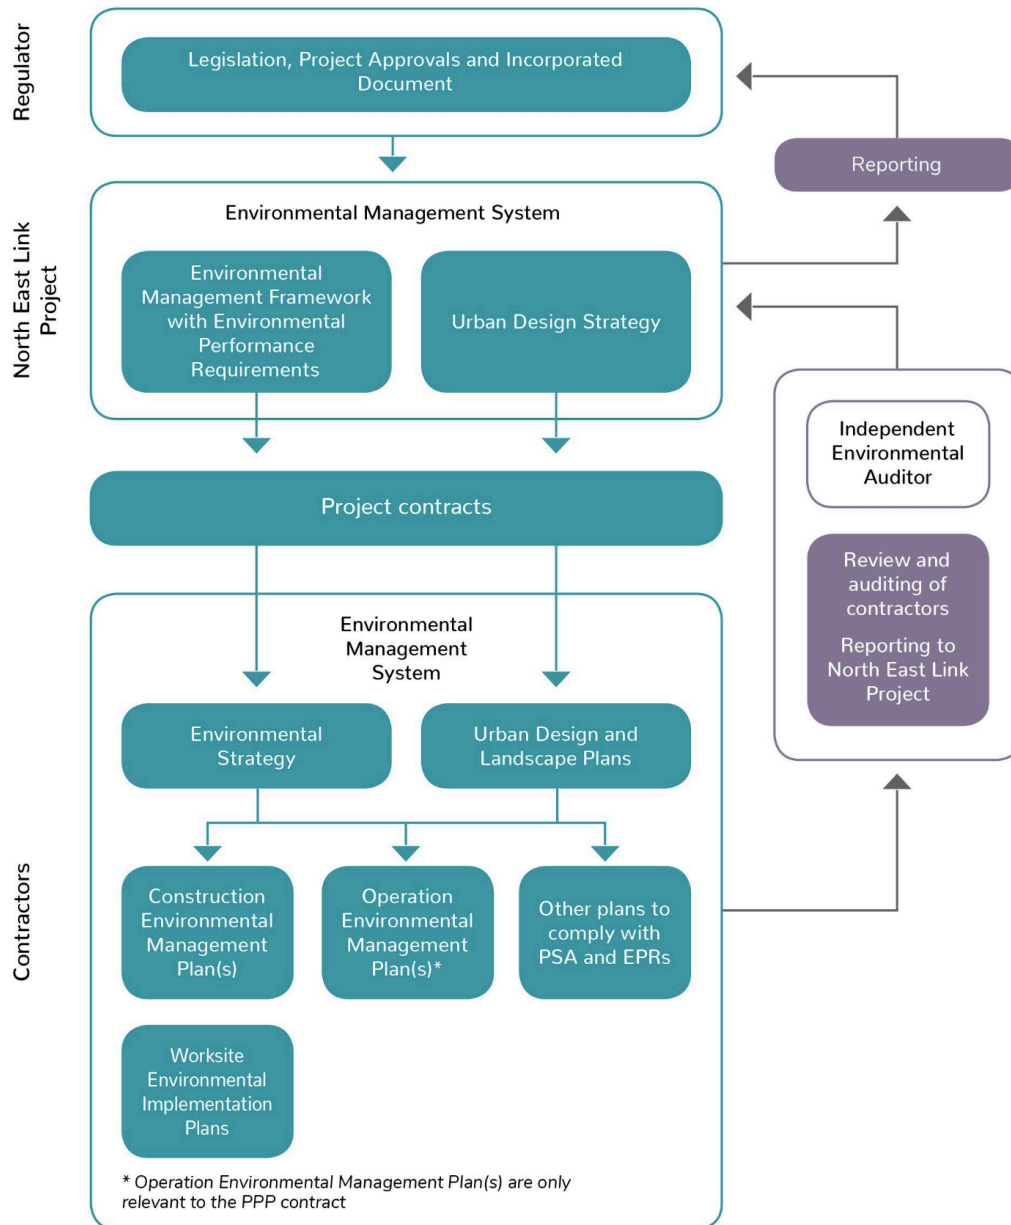 Regulator
Legislation, Project Approvals and Incorporated
Document
Reporting
North East Link
Project
Environmental Management System
Environmental
Management Framework
with Environmental
Performance
Requirements
Urban Design Strategy
Independent
Environmental
Auditor
Review and
auditing of
contractors
Reporting to
North East Link
Project
Project contracts
Contractors
Environmental
Management
System
Environmental
Strategy
Urban Design and
Landscape Plans
Construction
Environmental
Management
Plan(s)
Operation
Environmental
Management
Plan(s)*
Other plans to
comply with
PSA and EPRs
Worksite
Environmental
Implementation
Plans
* Operation Environmental Management Plan(s) are only
relevant to the PPP contract